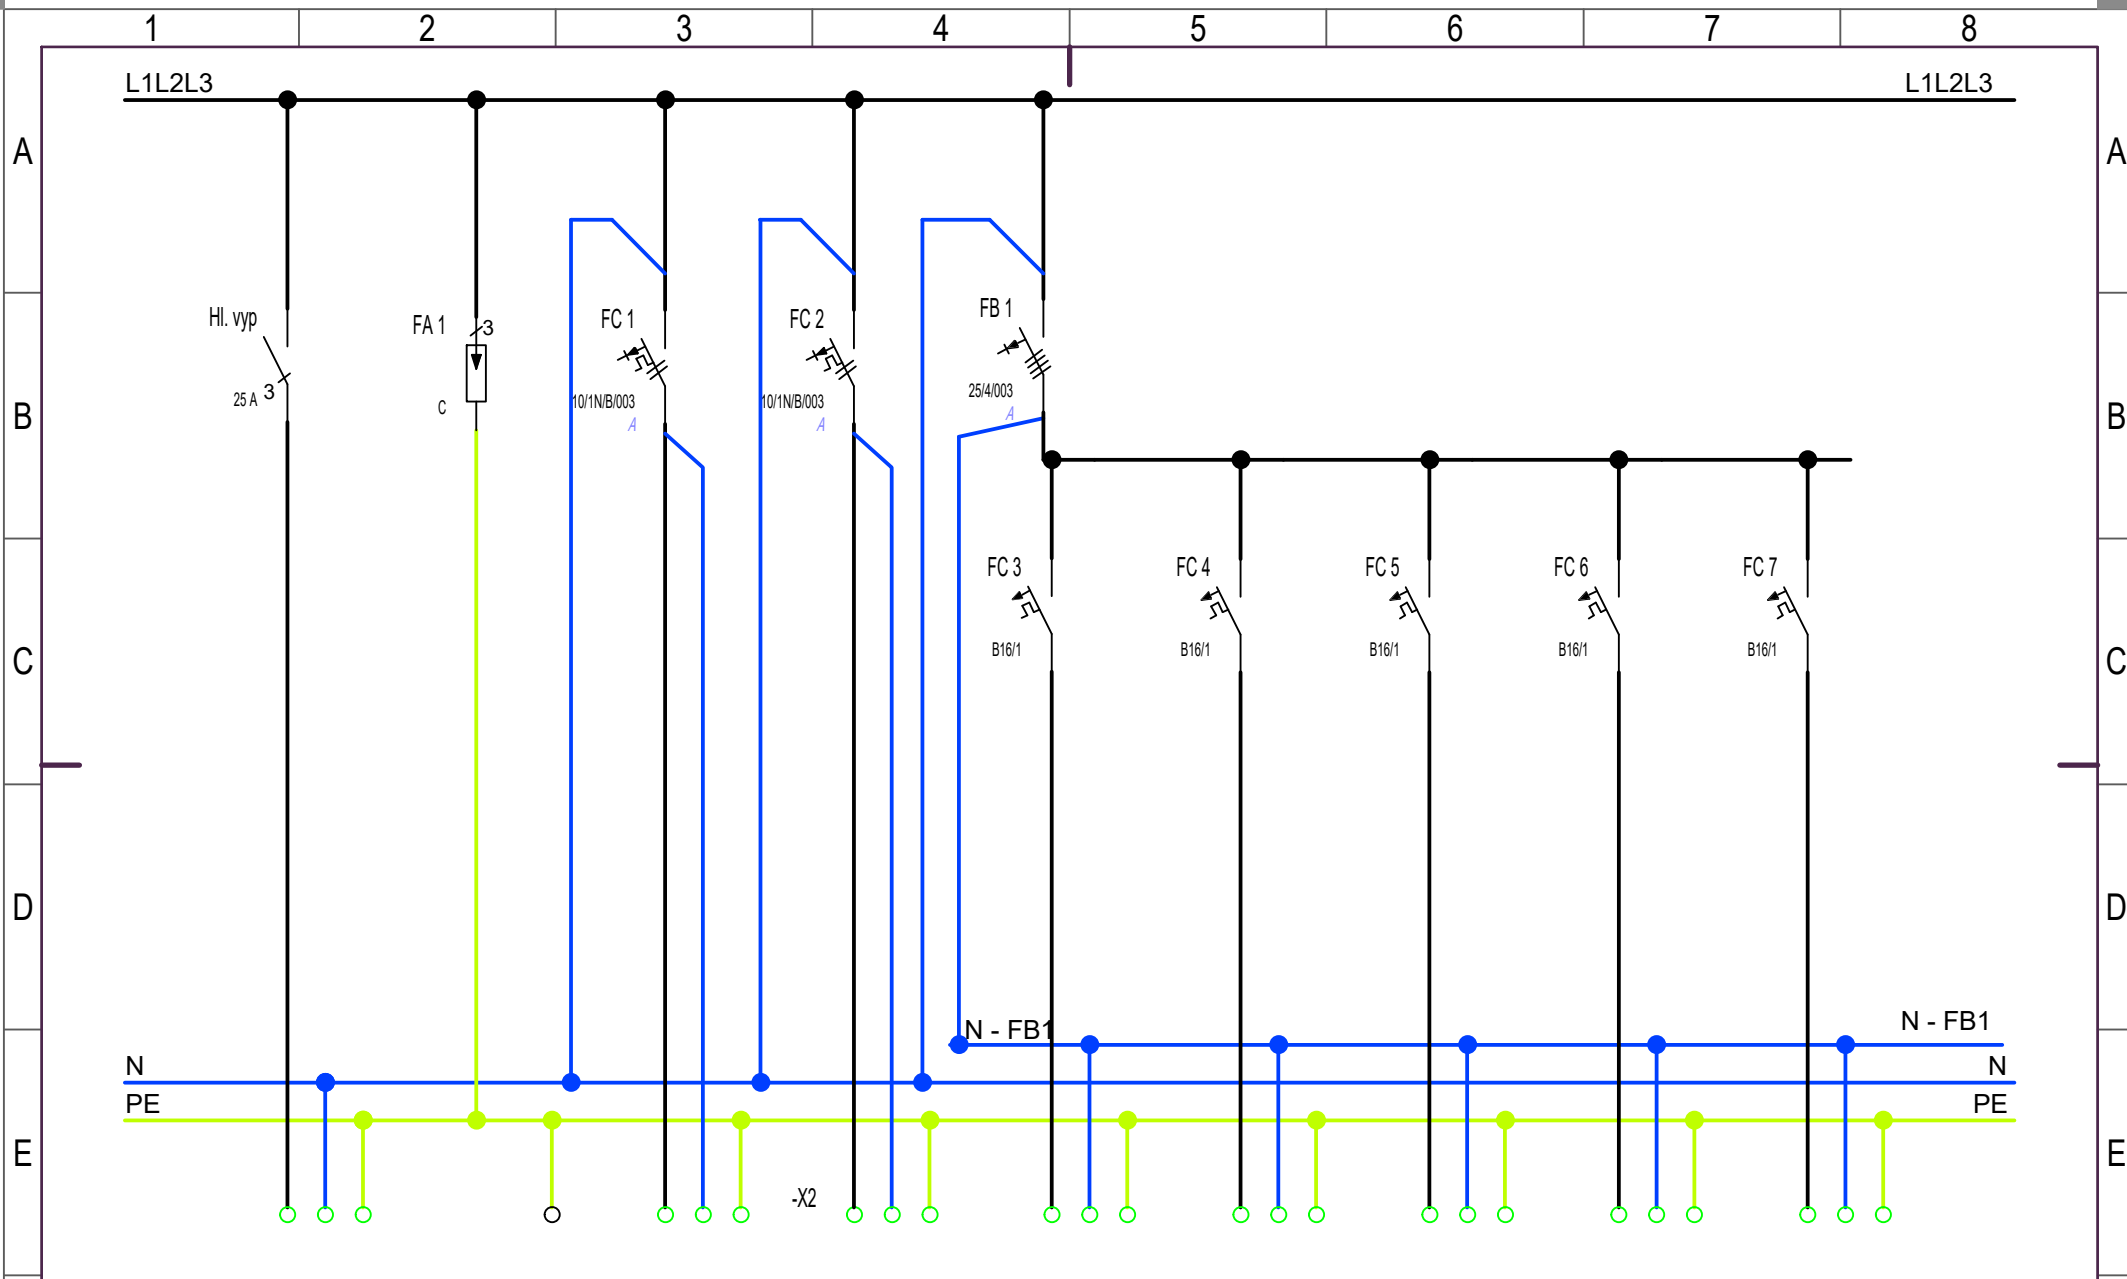 1 2 3 4 5 6 7 8
L1L2L3 L1L2L3
A A
Hl. vyp
25 A 3
FA 1
3
C
FC 1
10/1N/B/003
A
FC 2
10/1N/B/003
A
FB 1
25/4/003
A
B B
FC 3
B16/1
FC 4
B16/1
FC 5
B16/1
FC 6
B16/1
FC 7
B16/1
C C
D D
N - FB1 N - FB1
N N
PE PE
E E
-X2